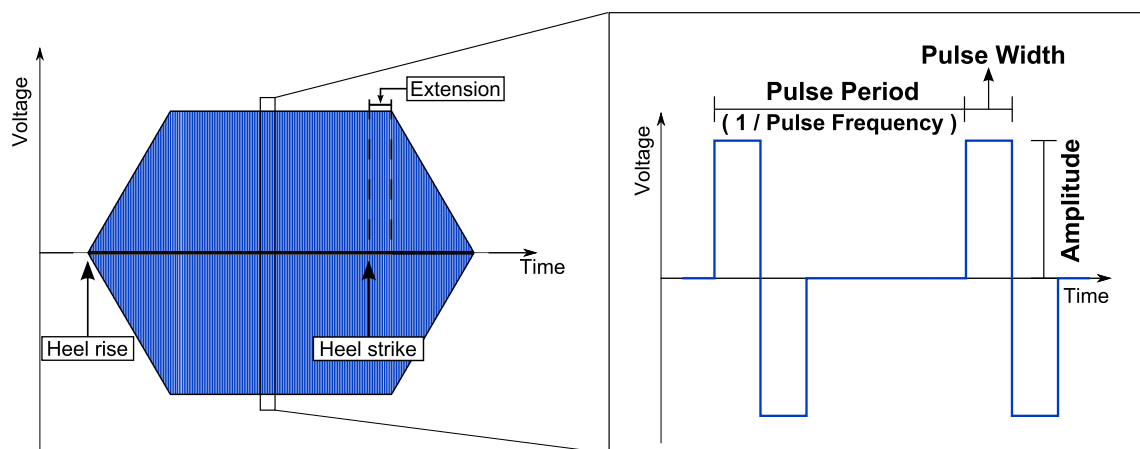 Voltage
Extension
Time
Heel rise
Heel strike
Pulse Width
Pulse Period
( 1 / Pulse Frequency )
Voltage
Amplitude
Time